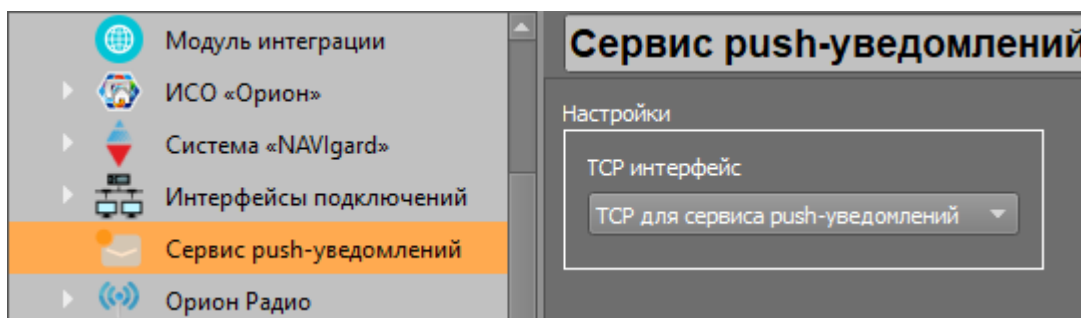 Модуль интеграции
ИСО «Орион»
Система «NAVIgard»
Интерфейсы подключений
Сервис push-уведомлений
Орион Радио
Сервис push-уведомлений
Настройки
TCP интерфейс
TCP для сервиса push-уведомлений